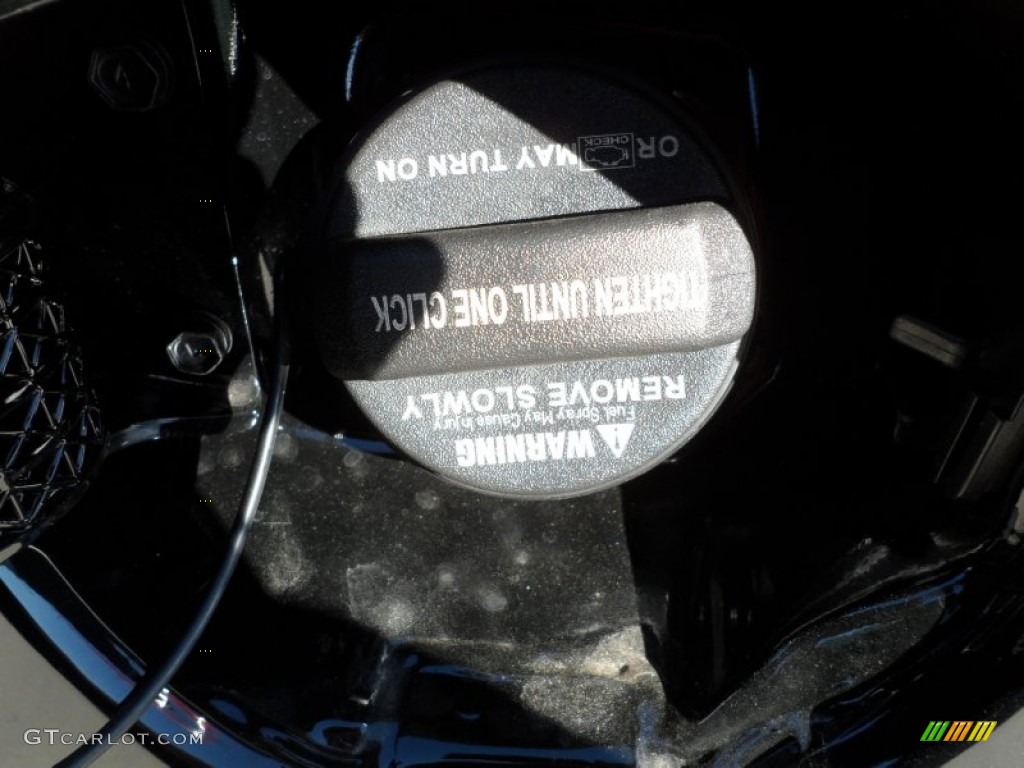 ⚠WARNING
Fuel Spray May Cause Injury
REMOVE SLOWLY
TIGHTEN UNTIL ONE CLICK
OR CHECK MAY TURN ON
GTCARLOT.COM